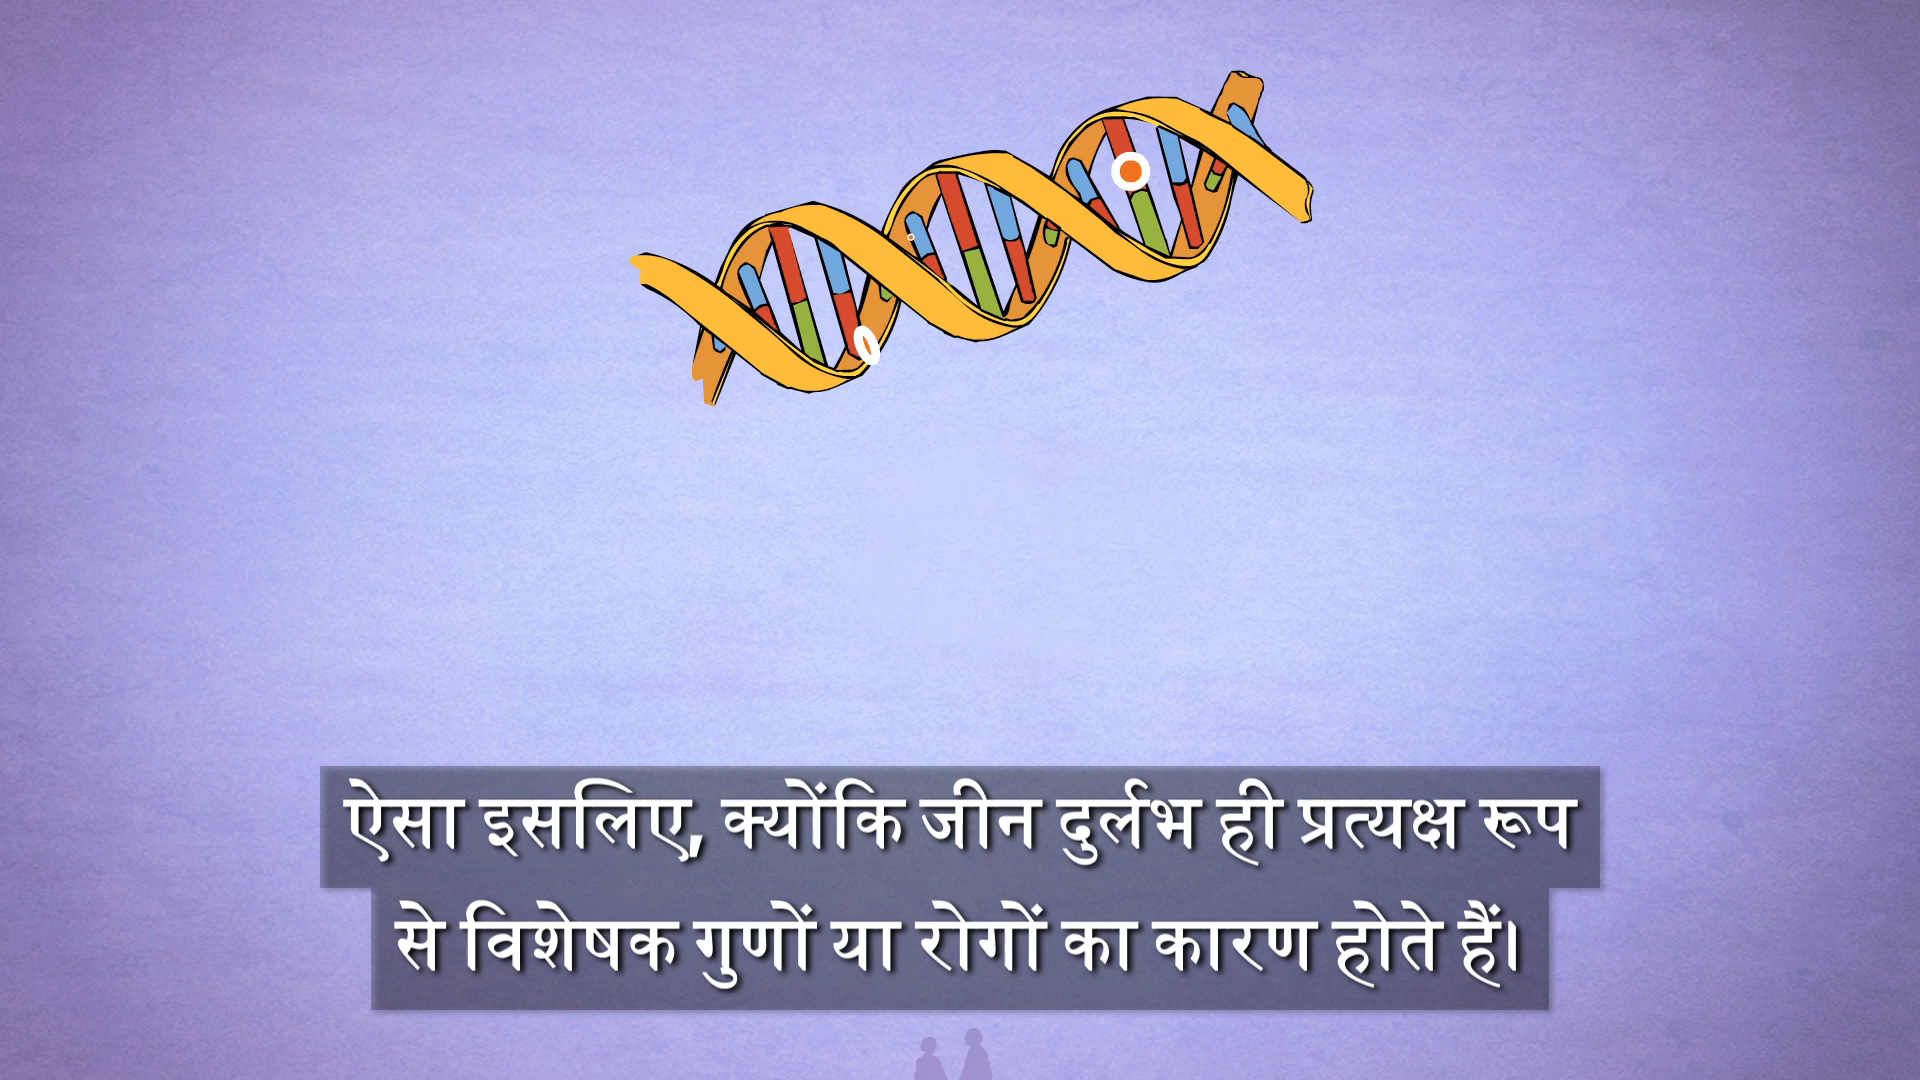 ऐसा इसलिए, क्योंकि जीन दुर्लभ ही प्रत्यक्ष रूप
से विशेषक गुणों या रोगों का कारण होते हैं।